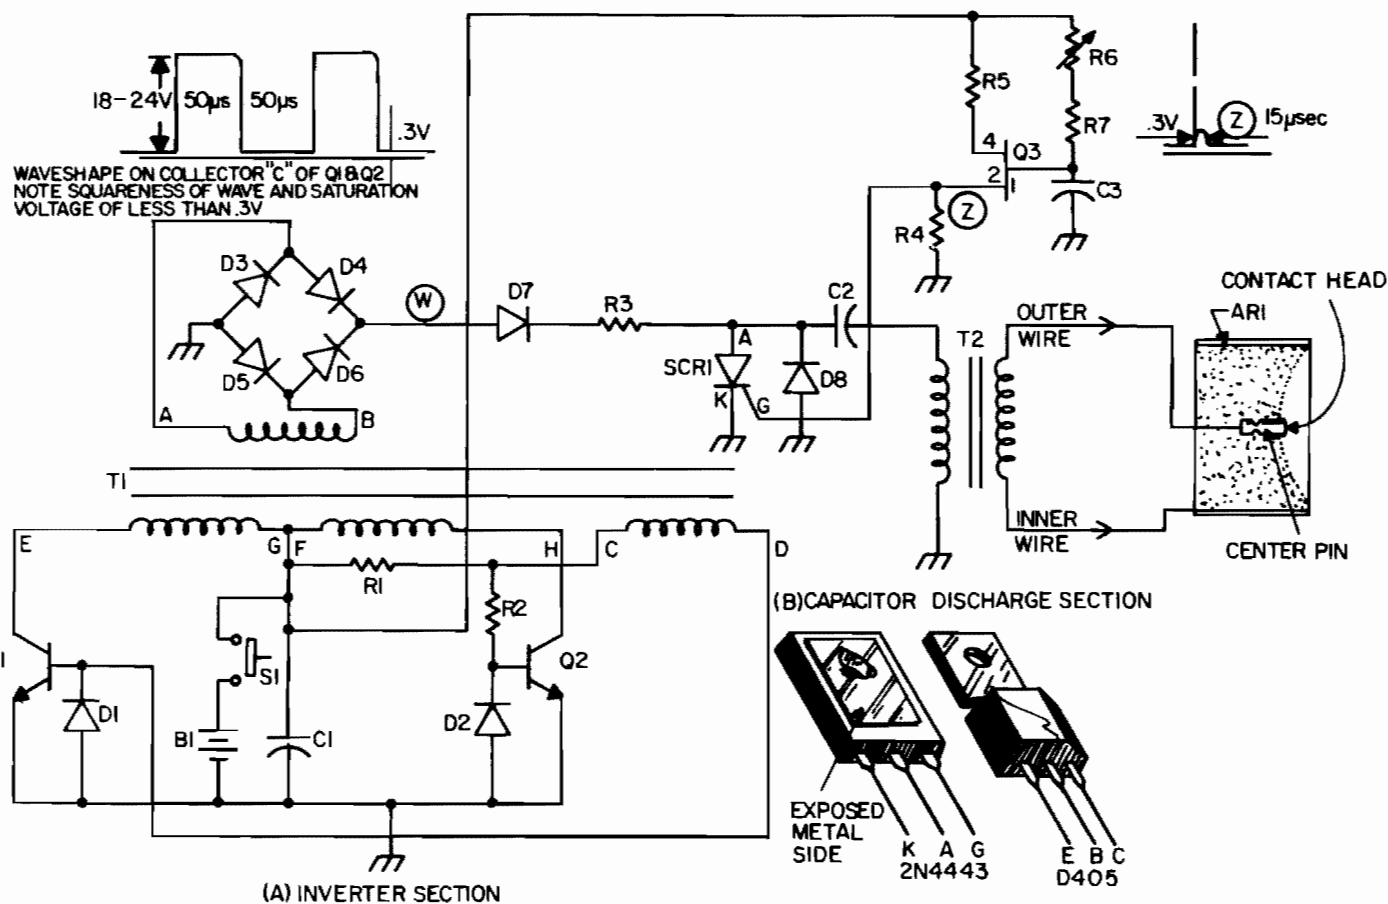 18-24V
50µs
50µs
.3V
WAVESHAPE ON COLLECTOR "C" OF Q1&Q2
NOTE SQUARENESS OF WAVE AND SATURATION
VOLTAGE OF LESS THAN .3V
R5
R6
R7
4
Q3
2
1
C3
Z
R4
.3V
Z
15µsec
D3
D4
D5
D6
A
B
W
D7
R3
A
SCR1
K
G
D8
C2
T2
OUTER
WIRE
INNER
WIRE
CONTACT HEAD
AR1
CENTER PIN
T1
E
G
F
H
C
D
R1
R2
1
D1
S1
B1
C1
D2
Q2
(A) INVERTER SECTION
(B) CAPACITOR DISCHARGE SECTION
EXPOSED
METAL
SIDE
K A G
2N4443
E B C
D405